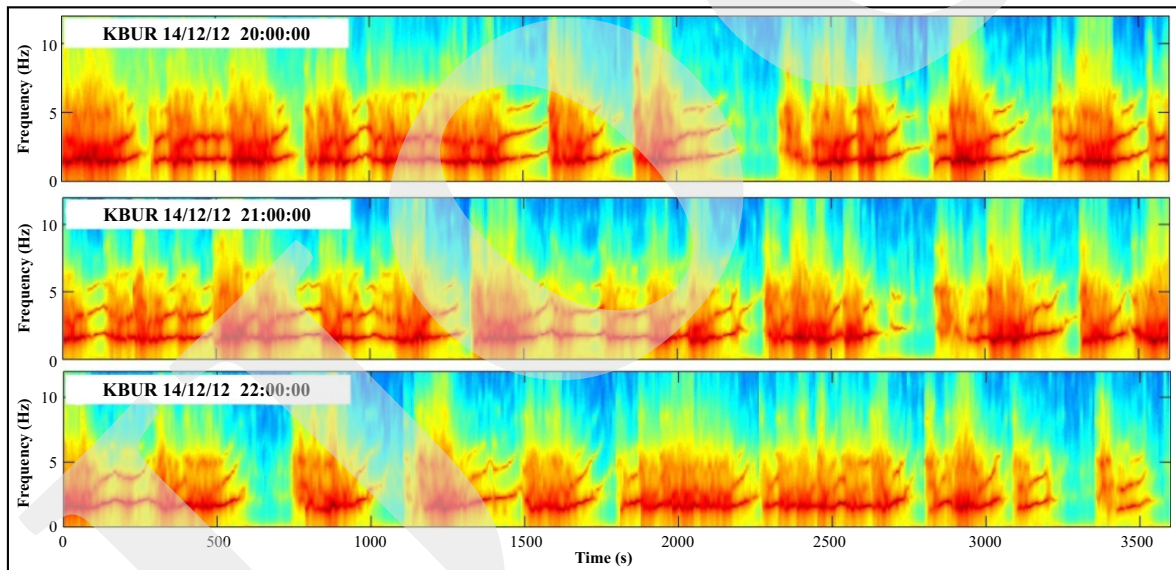 KBUR 14/12/12 20:00:00
Frequency (Hz)
10
5
0
KBUR 14/12/12 21:00:00
Frequency (Hz)
10
5
0
KBUR 14/12/12 22:00:00
Frequency (Hz)
10
5
0
0 500 1000 1500 2000 2500 3000 3500
Time (s)